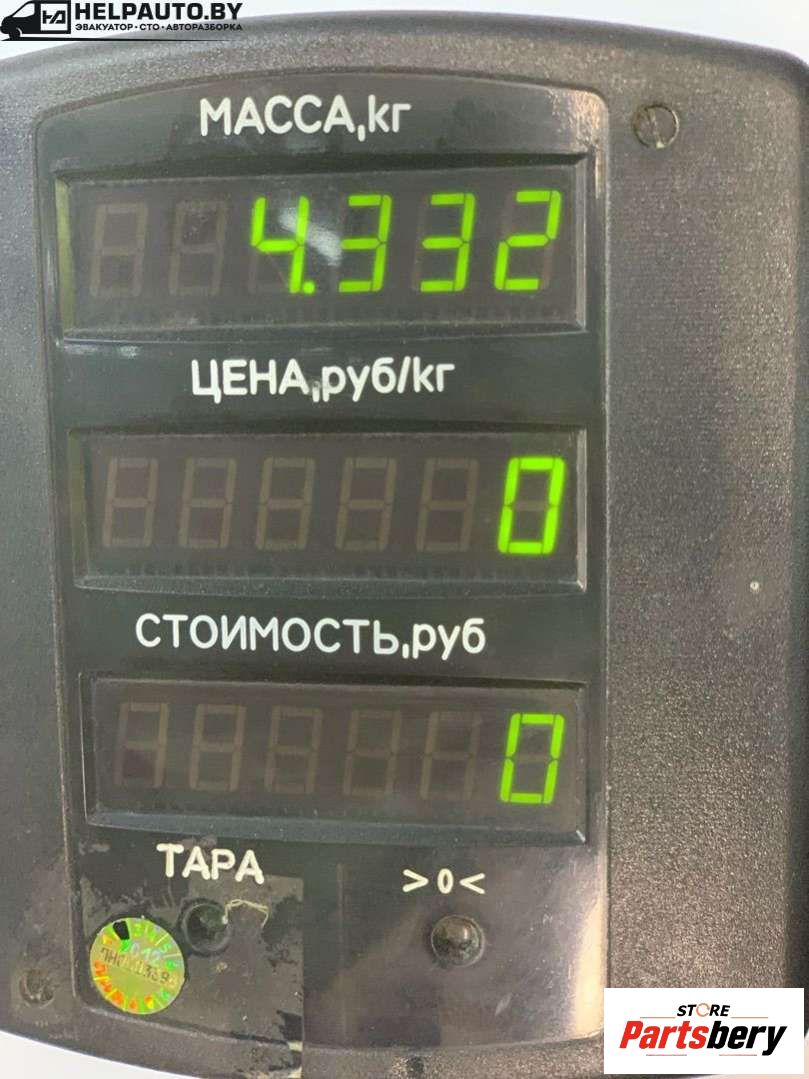 HELPAUTO.BY
ЭВАКУАТОР · СТО · АВТОРАЗБОРКА
МАССА,кг
4.332
ЦЕНА,руб/кг
0
СТОИМОСТЬ,руб
0
ТАРА
>0<
STORE
Partsbery